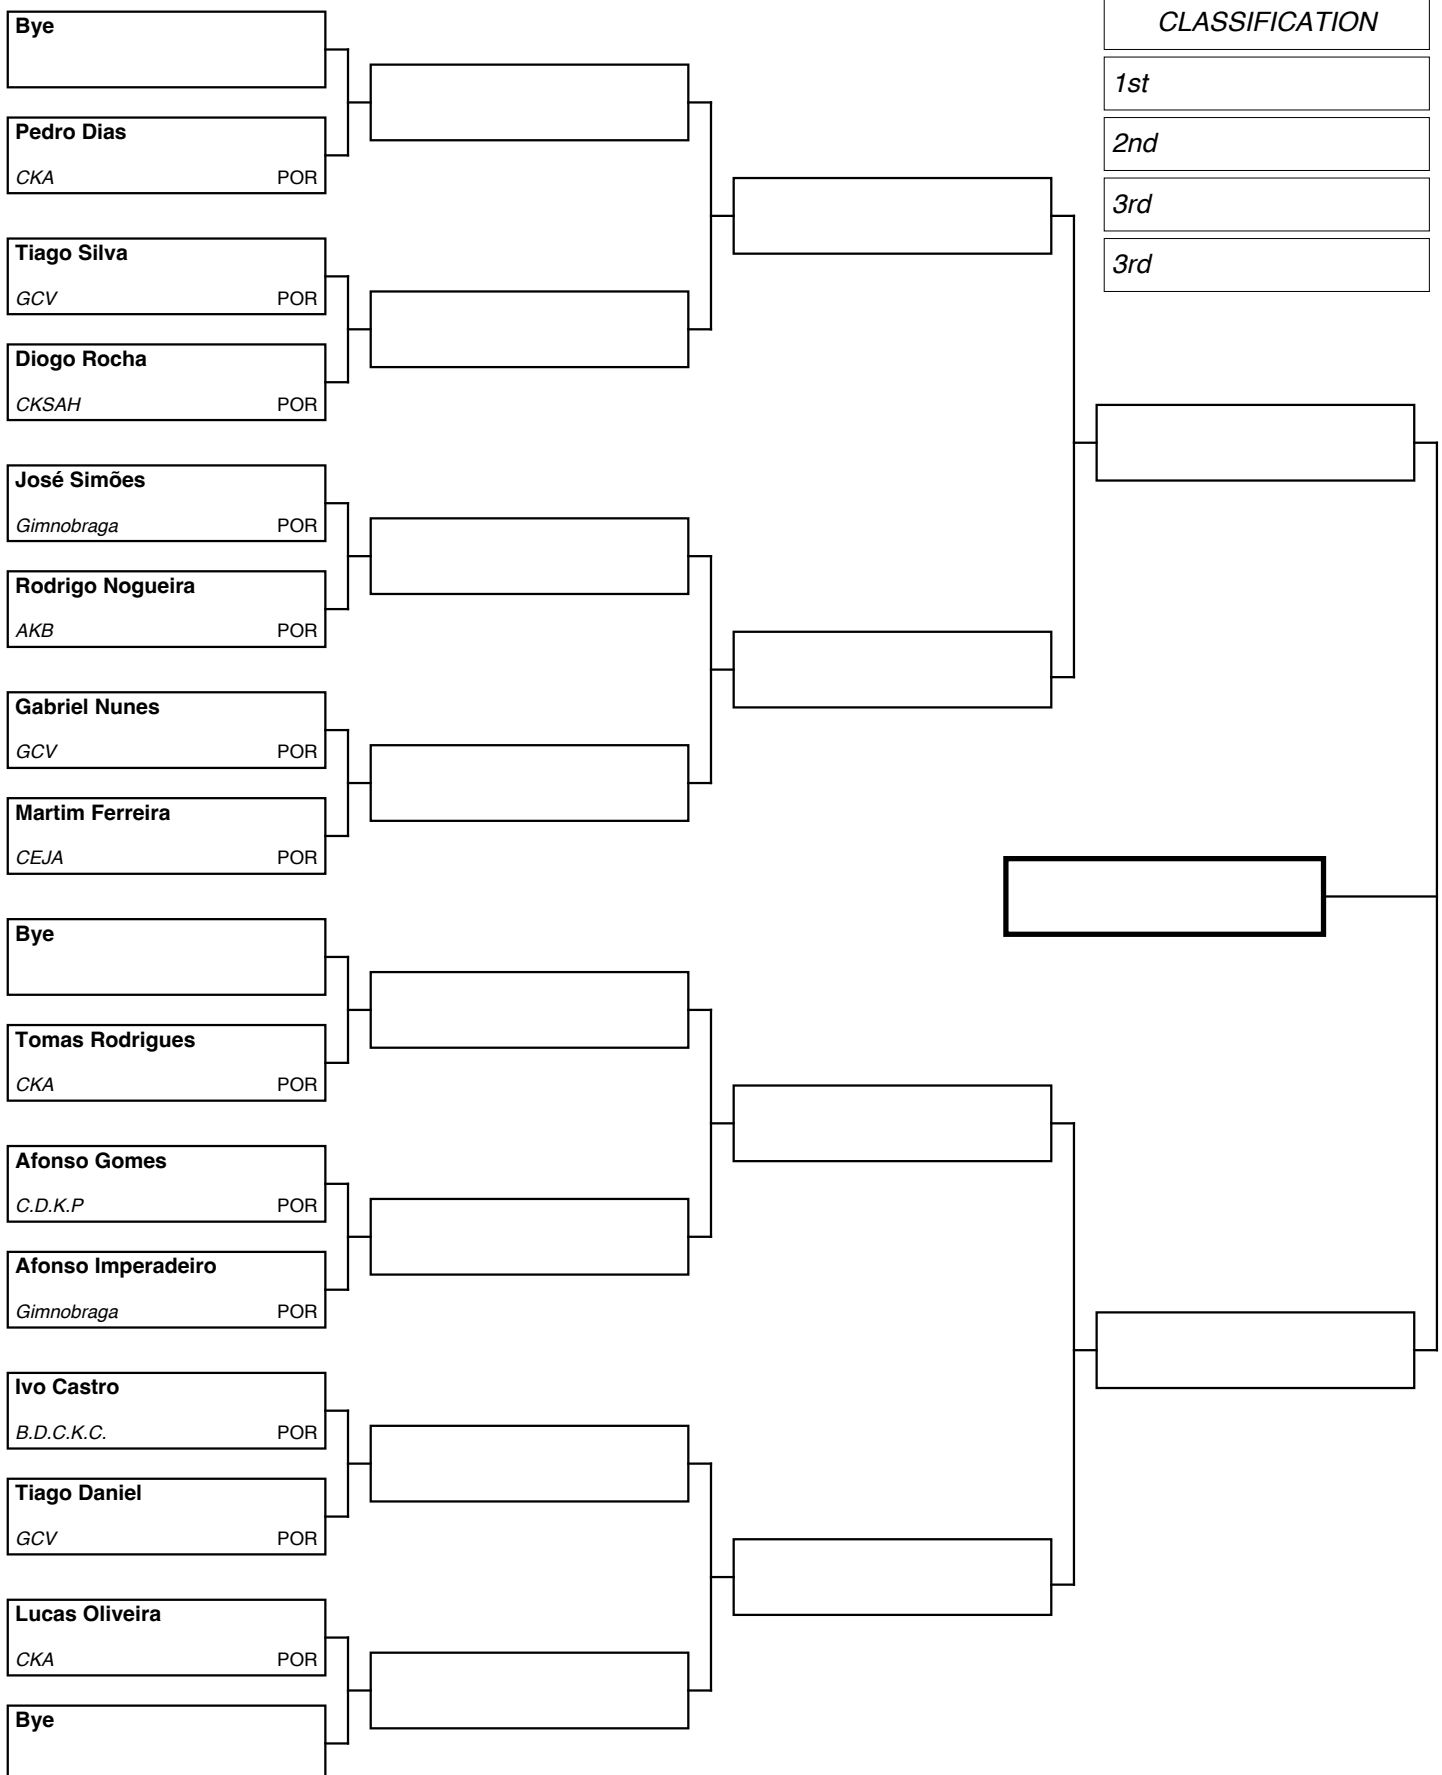 Bye
Pedro Dias
CKA POR
Tiago Silva
GCV POR
Diogo Rocha
CKSAH POR
José Simões
Gimnobraga POR
Rodrigo Nogueira
AKB POR
Gabriel Nunes
GCV POR
Martim Ferreira
CEJA POR
Bye
Tomas Rodrigues
CKA POR
Afonso Gomes
C.D.K.P POR
Afonso Imperadeiro
Gimnobraga POR
Ivo Castro
B.D.C.K.C. POR
Tiago Daniel
GCV POR
Lucas Oliveira
CKA POR
Bye
CLASSIFICATION
1st
2nd
3rd
3rd